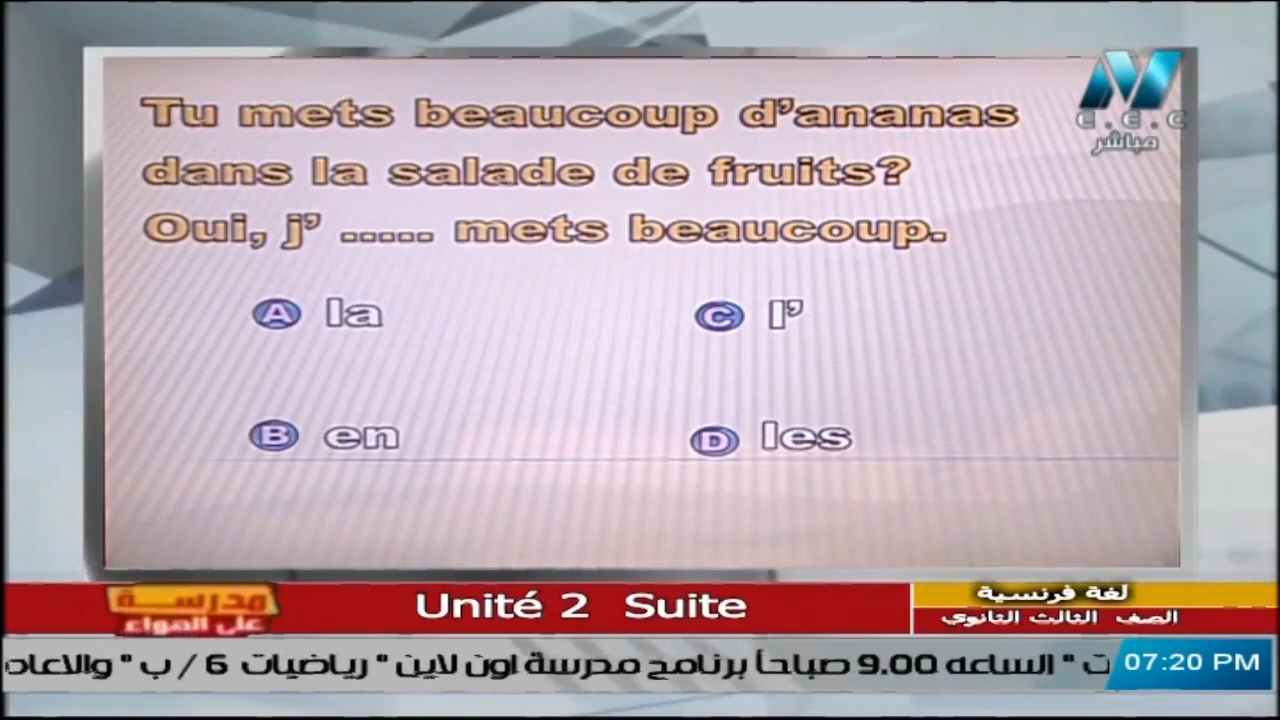 Tu mets beaucoup d'ananas
dans la salade de fruits?
Oui, j' ..... mets beaucoup.
A la
C l'
B en
D les
E.E.C
مباشر
مدرسة
على الهواء
Unité 2 Suite
لغة فرنسية
الصف الثالث الثانوي
ت " الساعه 9.00 صباحاً برنامج مدرسة اون لاين " رياضيات 6 / ب " والاعاد
07:20 PM